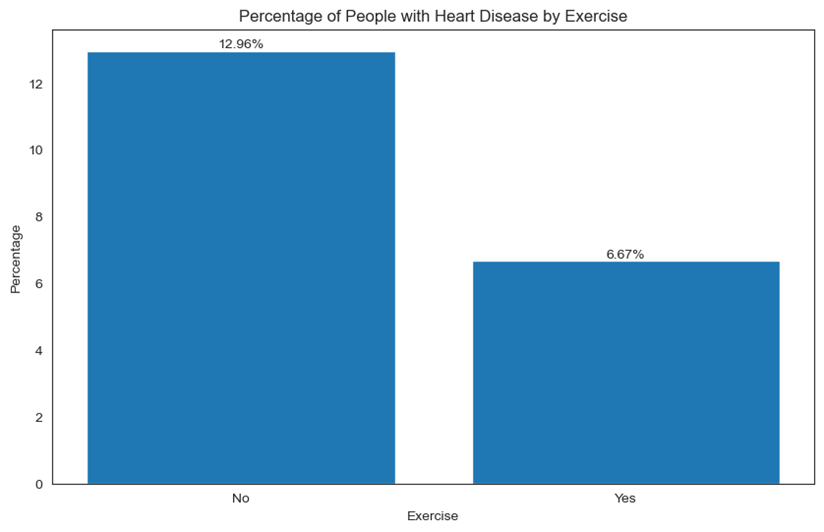 Percentage of People with Heart Disease by Exercise
12.96%
12
10
8
6.67%
6
4
2
0
No
Yes
Percentage
Exercise